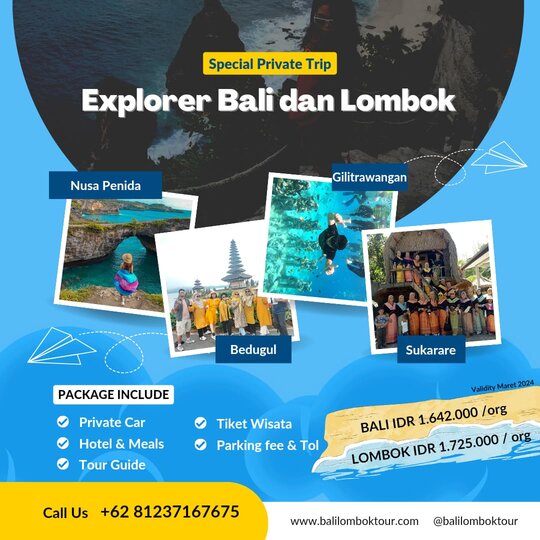 Special Private Trip
Explorer Bali dan Lombok
Nusa Penida
Gilitrawangan
Bedugul
Sukarare
PACKAGE INCLUDE
Private Car
Hotel & Meals
Tour Guide
Tiket Wisata
Parking fee & Tol
Validity Maret 2024
BALI IDR 1.642.000 /org
LOMBOK IDR 1.725.000 / org
Call Us +62 81237167675
www.balilomboktour.com @balilomboktour